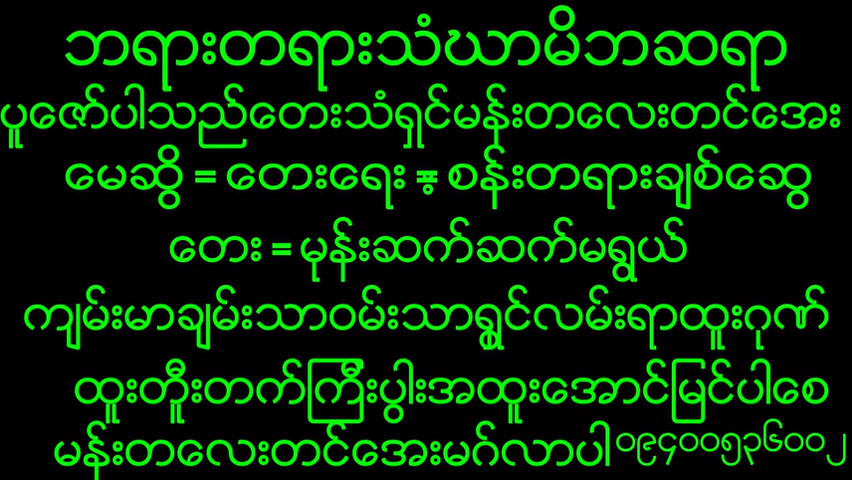 ဘုရားတရားသံဃာမိဘဆရာ
ပူဇော်ပါသည်တေးသံရှင်မန်းတလေးတင်အေး
မေဆွိ = တေးရေး = စန်းတရားချစ်ဆွေ
တေး = မုန်းဆက်ဆက်မရွယ်
ကျမ်းမာချမ်းသာဝမ်းသာရွှင်လမ်းရာထူးဂုဏ်
ထူးတိူးတက်ကြီးပွါးအထူးအောင်မြင်ပါစေ
မန်းတလေးတင်အေးမင်္ဂလာပါ ၀၉၄၀၀၅၃၆၀၀၂